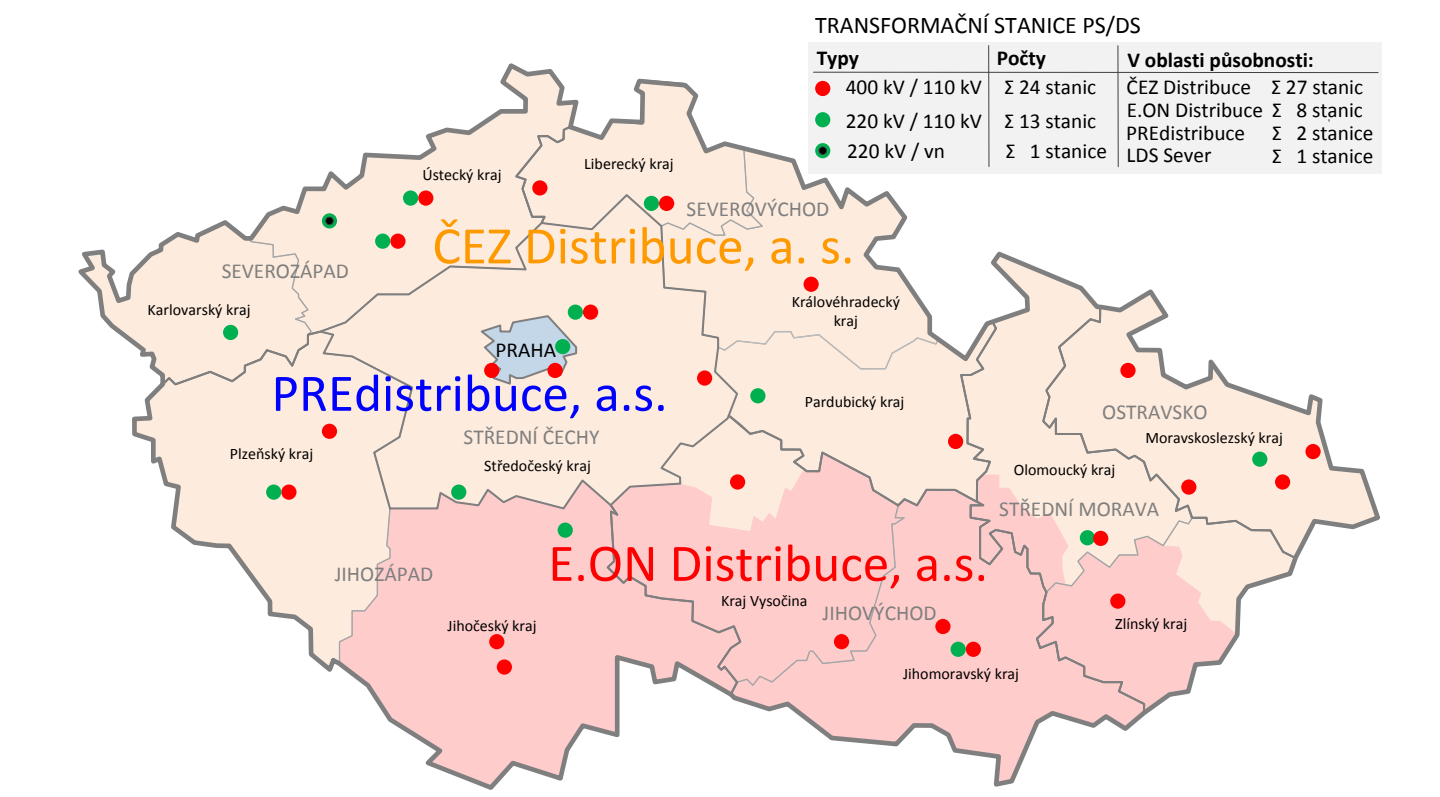 TRANSFORMAČNÍ STANICE PS/DS
Typy Počty V oblasti působnosti:
400 kV / 110 kV Σ 24 stanic ČEZ Distribuce Σ 27 stanic
E.ON Distribuce Σ 8 stanic
220 kV / 110 kV Σ 13 stanic PREdistribuce Σ 2 stanice
220 kV / vn Σ 1 stanice LDS Sever Σ 1 stanice
Liberecký kraj
Ústecký kraj
SEVEROVÝCHOD
ČEZ Distribuce, a. s.
SEVEROZÁPAD
Karlovarský kraj
Královéhradecký
kraj
PRAHA
PREdistribuce, a.s.
Pardubický kraj
OSTRAVSKO
STŘEDNÍ ČECHY
Moravskoslezský kraj
Plzeňský kraj
Středočeský kraj
Olomoucký kraj
STŘEDNÍ MORAVA
E.ON Distribuce, a.s.
JIHOZÁPAD
Kraj Vysočina
JIHOVÝCHOD
Jihočeský kraj
Zlínský kraj
Jihomoravský kraj